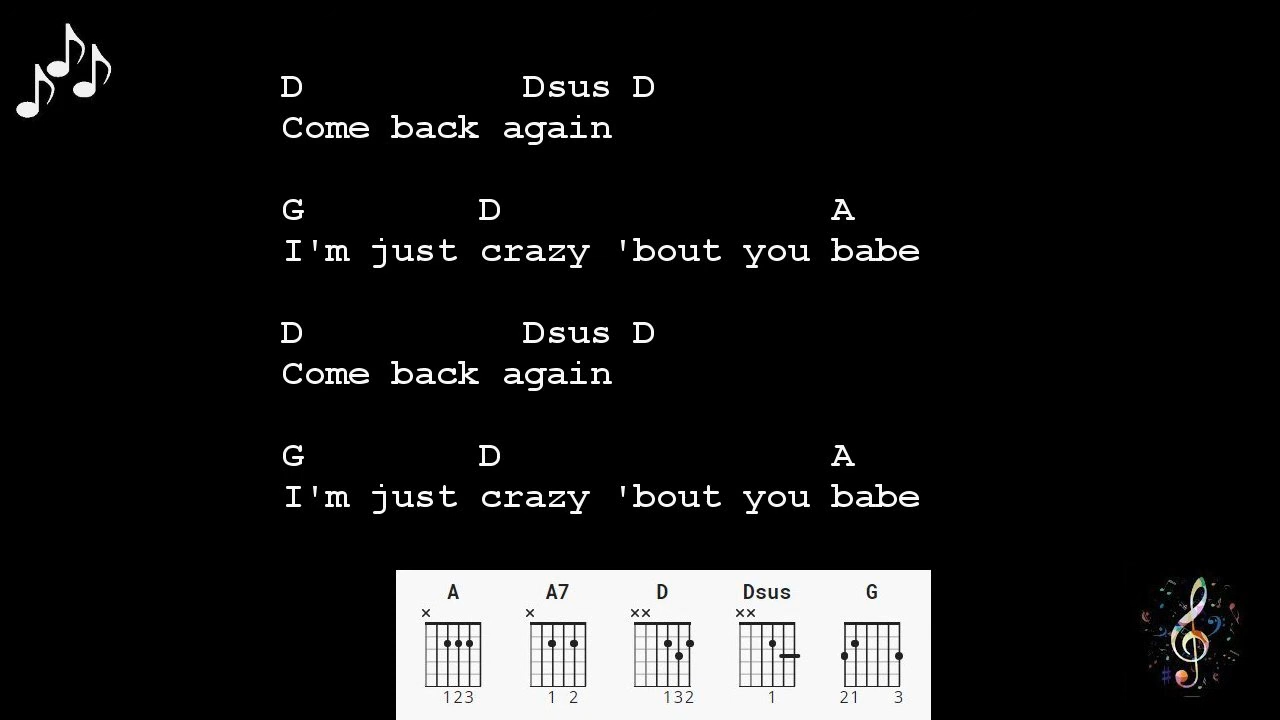 D          Dsus D
Come back again
G        D               A
I'm just crazy 'bout you babe
D          Dsus D
Come back again
G        D               A
I'm just crazy 'bout you babe
A A7 D Dsus G
× × ×× ××
123 1 2 132 1 21 3